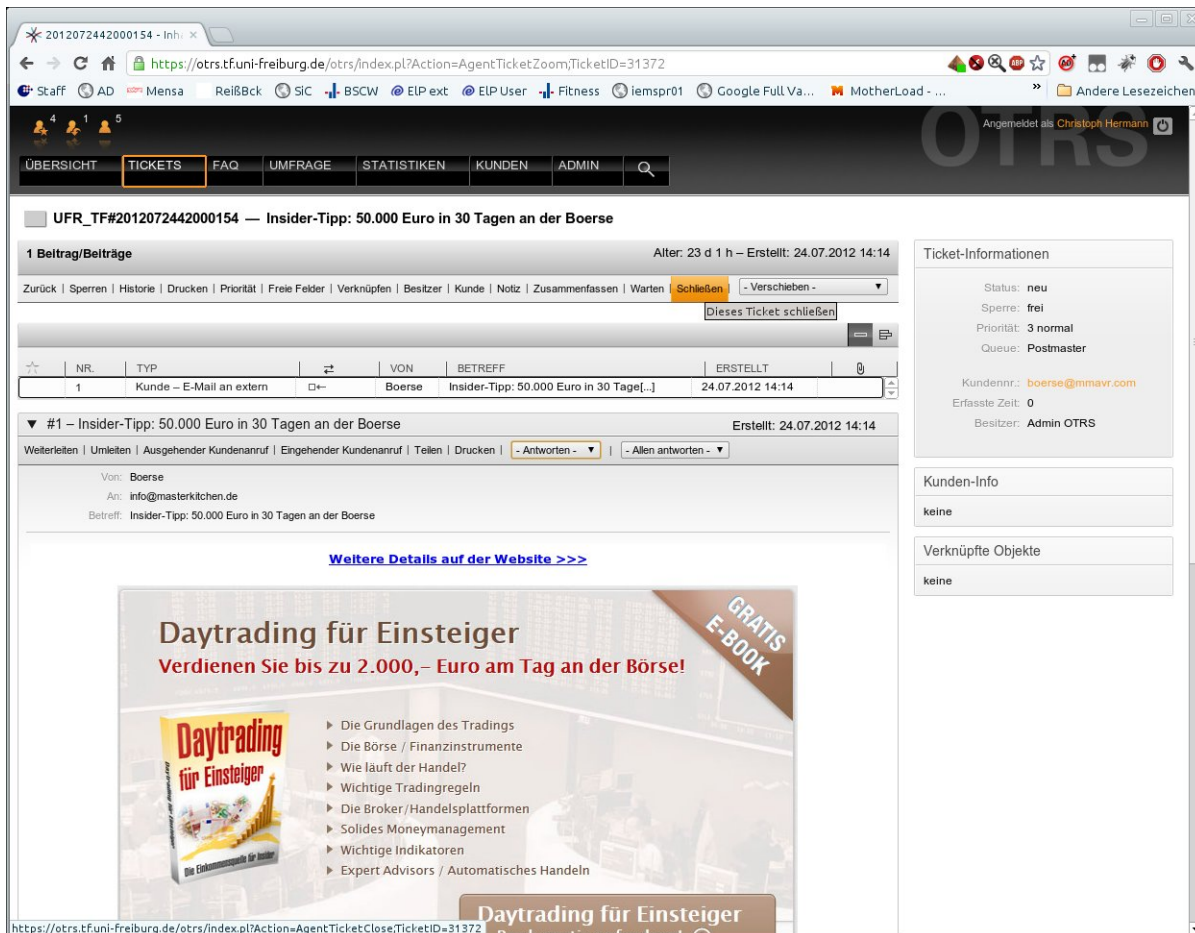 2012072442000154 - Inh
https://otrs.tf.uni-freiburg.de/otrs/index.pl?Action=AgentTicketZoom;TicketID=31372
Staff AD Mensa ReißBck SiC BSCW ElP ext ElP User Fitness iemspr01 Google Full Va... MotherLoad - ... » Andere Lesezeichen
4 1 5
OTRS
Angemeldet als Christoph Hermann
ÜBERSICHT TICKETS FAQ UMFRAGE STATISTIKEN KUNDEN ADMIN
UFR_TF#2012072442000154 — Insider-Tipp: 50.000 Euro in 30 Tagen an der Boerse
1 Beitrag/Beiträge Alter: 23 d 1 h – Erstellt: 24.07.2012 14:14
Zurück | Sperren | Historie | Drucken | Priorität | Freie Felder | Verknüpfen | Besitzer | Kunde | Notiz | Zusammenfassen | Warten | Schließen | - Verschieben -
Dieses Ticket schließen
NR. TYP VON BETREFF ERSTELLT
1 Kunde – E-Mail an extern Boerse Insider-Tipp: 50.000 Euro in 30 Tage[...] 24.07.2012 14:14
#1 – Insider-Tipp: 50.000 Euro in 30 Tagen an der Boerse Erstellt: 24.07.2012 14:14
Weiterleiten | Umleiten | Ausgehender Kundenanruf | Eingehender Kundenanruf | Teilen | Drucken | - Antworten - | - Allen antworten -
Von: Boerse
An: info@masterkitchen.de
Betreff: Insider-Tipp: 50.000 Euro in 30 Tagen an der Boerse
Weitere Details auf der Website >>>
GRATIS
E-BOOK
Daytrading für Einsteiger
Verdienen Sie bis zu 2.000,– Euro am Tag an der Börse!
Daytrading
für Einsteiger
Daytrading für Einsteiger
Die Einkommensquelle für Insider
Die Grundlagen des Tradings
Die Börse / Finanzinstrumente
Wie läuft der Handel?
Wichtige Tradingregeln
Die Broker/Handelsplattformen
Solides Moneymanagement
Wichtige Indikatoren
Expert Advisors / Automatisches Handeln
Daytrading für Einsteiger
https://otrs.tf.uni-freiburg.de/otrs/index.pl?Action=AgentTicketClose;TicketID=31372
Ticket-Informationen
Status: neu
Sperre: frei
Priorität: 3 normal
Queue: Postmaster
Kundennr.: boerse@mmavr.com
Erfasste Zeit: 0
Besitzer: Admin OTRS
Kunden-Info
keine
Verknüpfte Objekte
keine